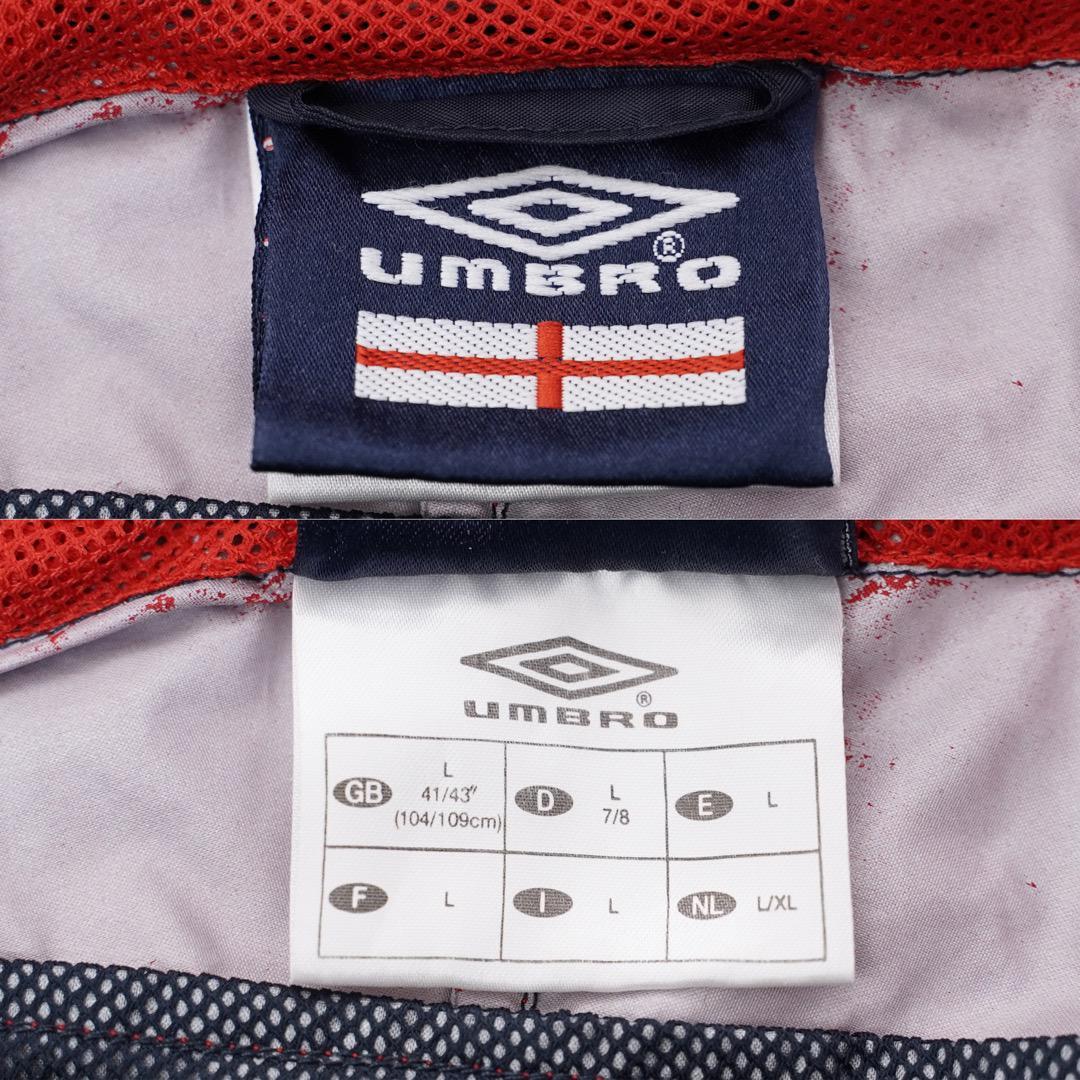 UMBRO®
UMBRO®
GB L 41/43" (104/109cm)
D L 7/8
E L
F L
I L
NL L/XL